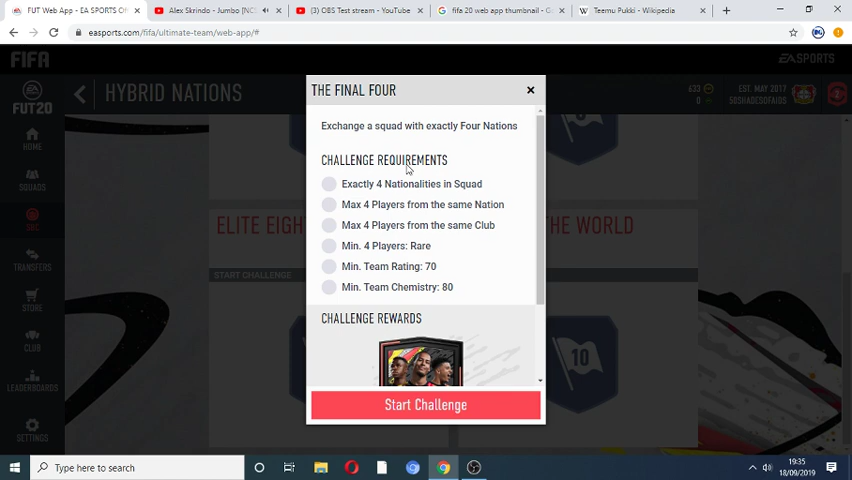 FUT Web App – EA SPORTS Of
Alex Skrindo - Jumbo [NCS
(3) OBS Test stream - YouTube
fifa 20 web app thumbnail - G
Teemu Pukki - Wikipedia
easports.com/fifa/ultimate-team/web-app/#
FIFA
EA SPORTS
FUT20
HYBRID NATIONS
633
0
EST. MAY 2017
50SHADESOFAIDS
HOME
SQUADS
SBC
TRANSFERS
STORE
CLUB
LEADERBOARDS
SETTINGS
ELITE EIGH
THE WORLD
START CHALLENGE
10
THE FINAL FOUR
Exchange a squad with exactly Four Nations
CHALLENGE REQUIREMENTS
Exactly 4 Nationalities in Squad
Max 4 Players from the same Nation
Max 4 Players from the same Club
Min. 4 Players: Rare
Min. Team Rating: 70
Min. Team Chemistry: 80
CHALLENGE REWARDS
Start Challenge
Type here to search
19:35
18/09/2019